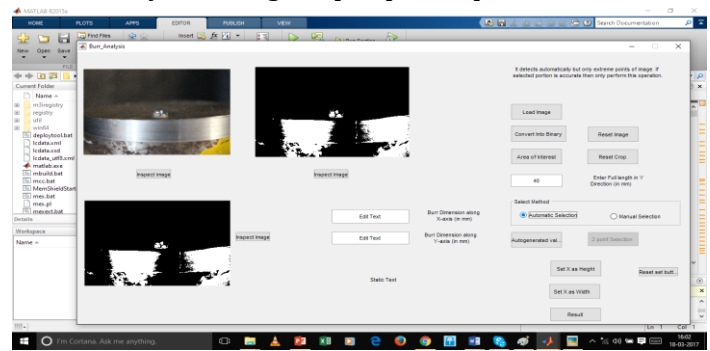 MATLAB R2015a
HOME PLOTS APPS EDITOR PUBLISH VIEW
Search Documentation
New Open Save
Find Files
Insert
fx
Burr_Analysis
FILE
Current Folder
Name
m3iregistry
registry
util
win64
deploytool.bat
lcdata.xml
lcdata.xsd
lcdata_utf8.xml
matlab.exe
mbuild.bat
mcc.bat
MemShieldStart
mex.bat
mex.pl
mexext.bat
Details
Workspace
Name
It detects automatically but only extreme points of image. If
selected portion is accurate then only perform this operation.
Load Image
Convert into Binary
Reset Image
Area of Interest
Reset Crop
Inspect Image
Inspect Image
Enter Full length in Y
Direction (in mm)
Select Method
Automatic Selection
Manual Selection
Edit Text
Burr Dimension along
X-axis (in mm)
Inspect Image
Edit Text
Burr Dimension along
Y-axis (in mm)
Autogenerated val...
2 point Selection
Static Text
Set X as Height
Reset set butt...
Set X as Width
Result
Ln 1 Col 1
I'm Cortana. Ask me anything.
16:02
18-03-2017